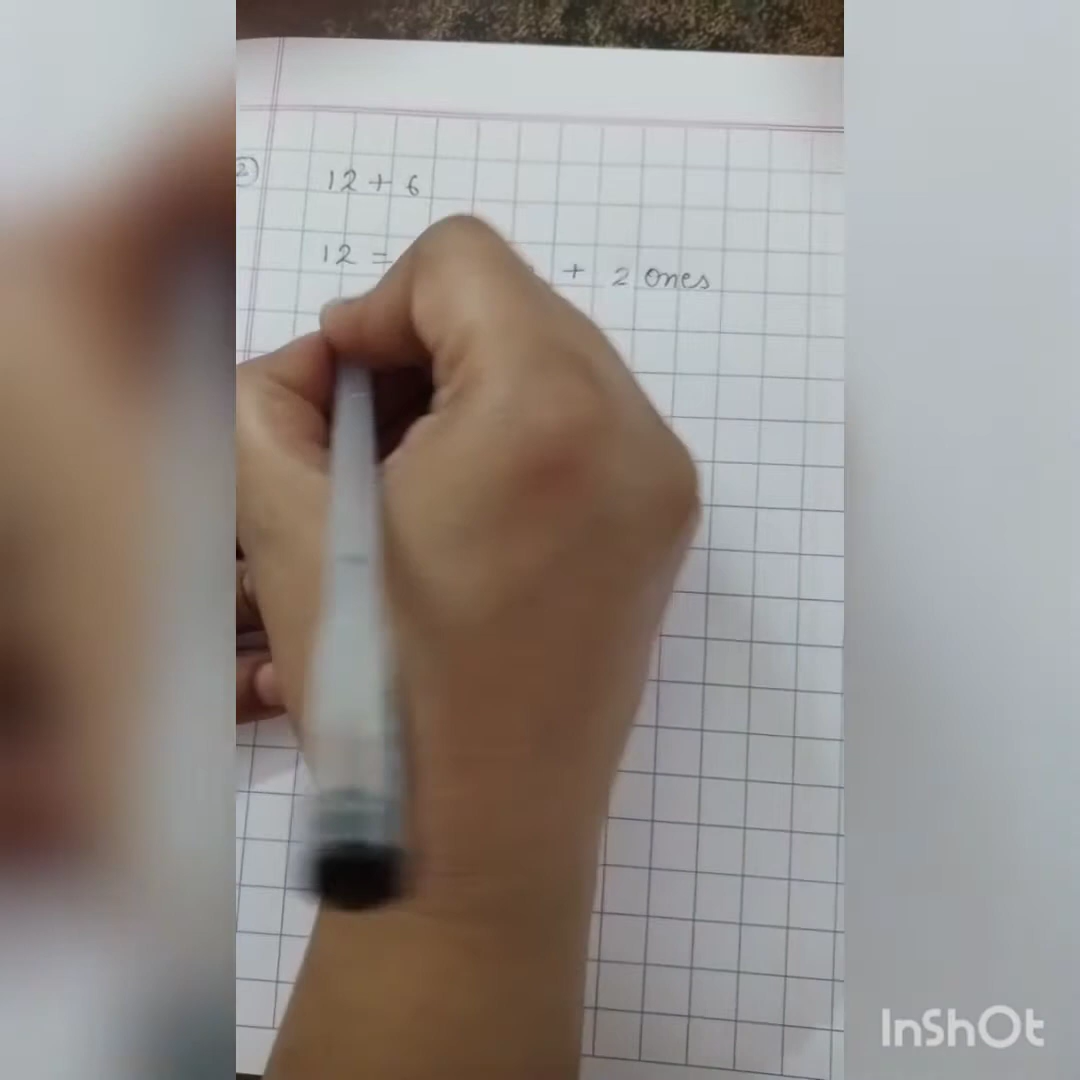 ② 12 + 6
12 = + 2 ones
InShOt